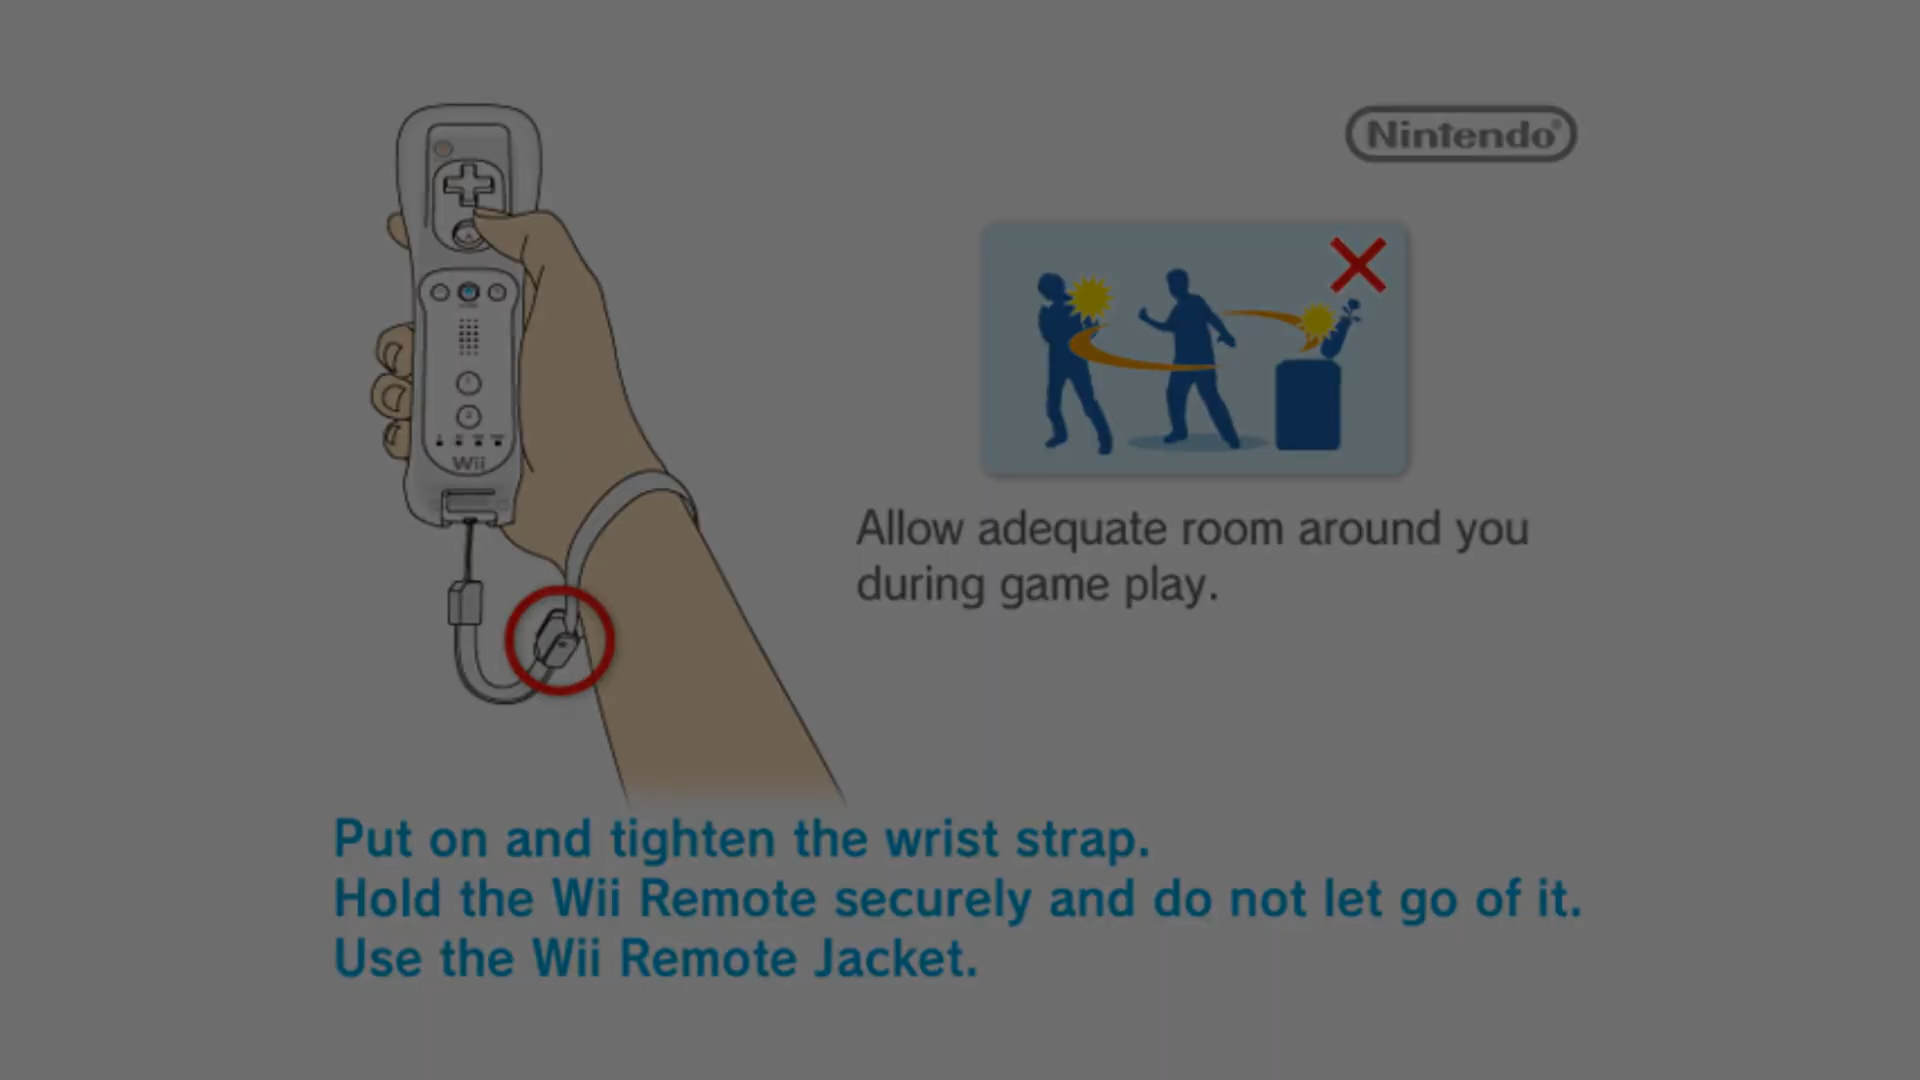 Nintendo®
Wii
Allow adequate room around you
during game play.
Put on and tighten the wrist strap.
Hold the Wii Remote securely and do not let go of it.
Use the Wii Remote Jacket.